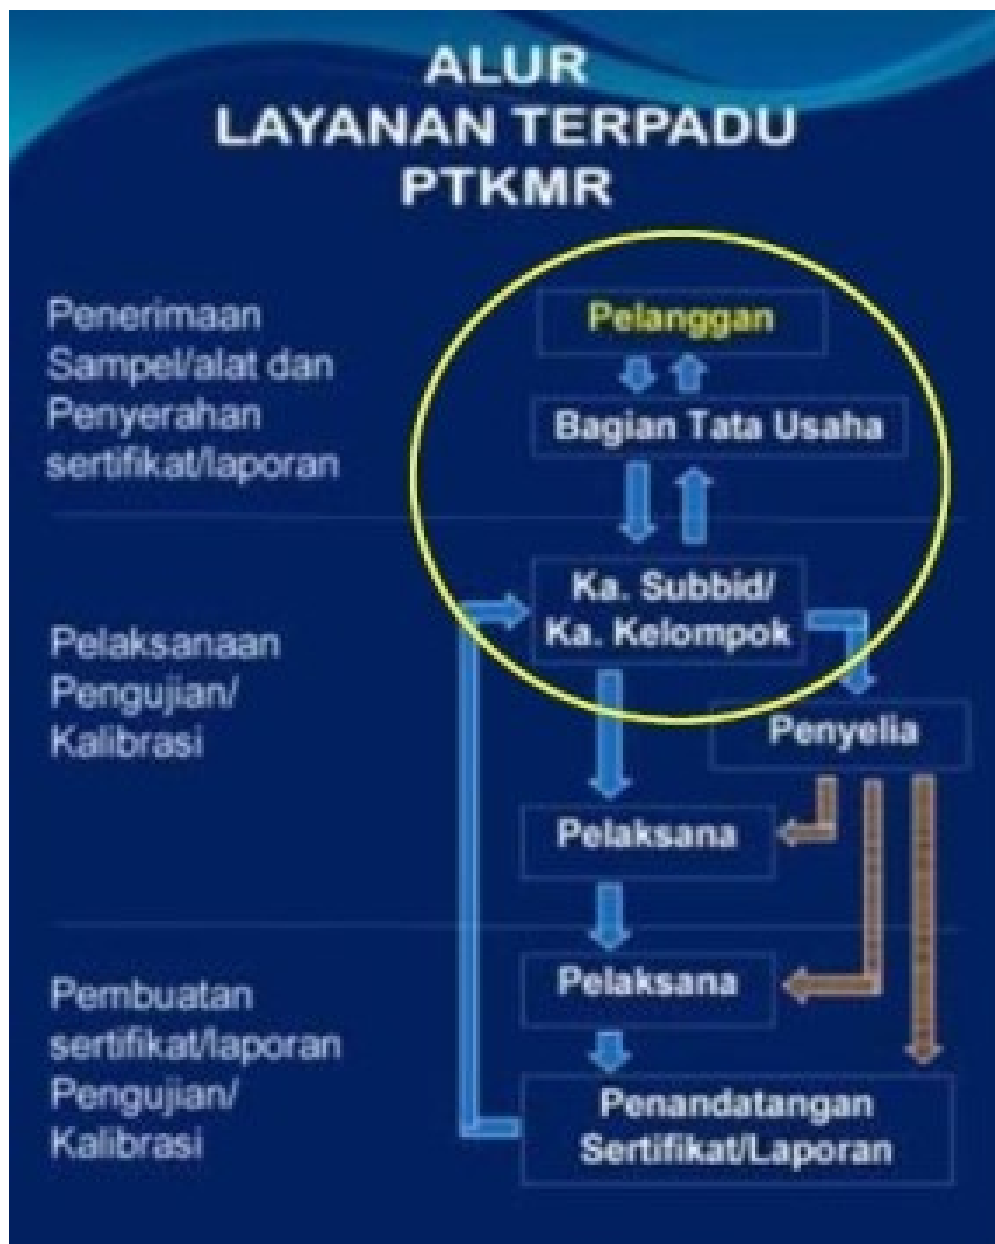 ALUR
LAYANAN TERPADU
PTKMR
Penerimaan
Sampel/alat dan
Penyerahan
sertifikat/laporan
Pelanggan
Bagian Tata Usaha
Pelaksanaan
Pengujian/
Kalibrasi
Ka. Subbid/
Ka. Kelompok
Penyelia
Pelaksana
Pembuatan
sertifikat/laporan
Pengujian/
Kalibrasi
Pelaksana
Penandatangan
Sertifikat/Laporan